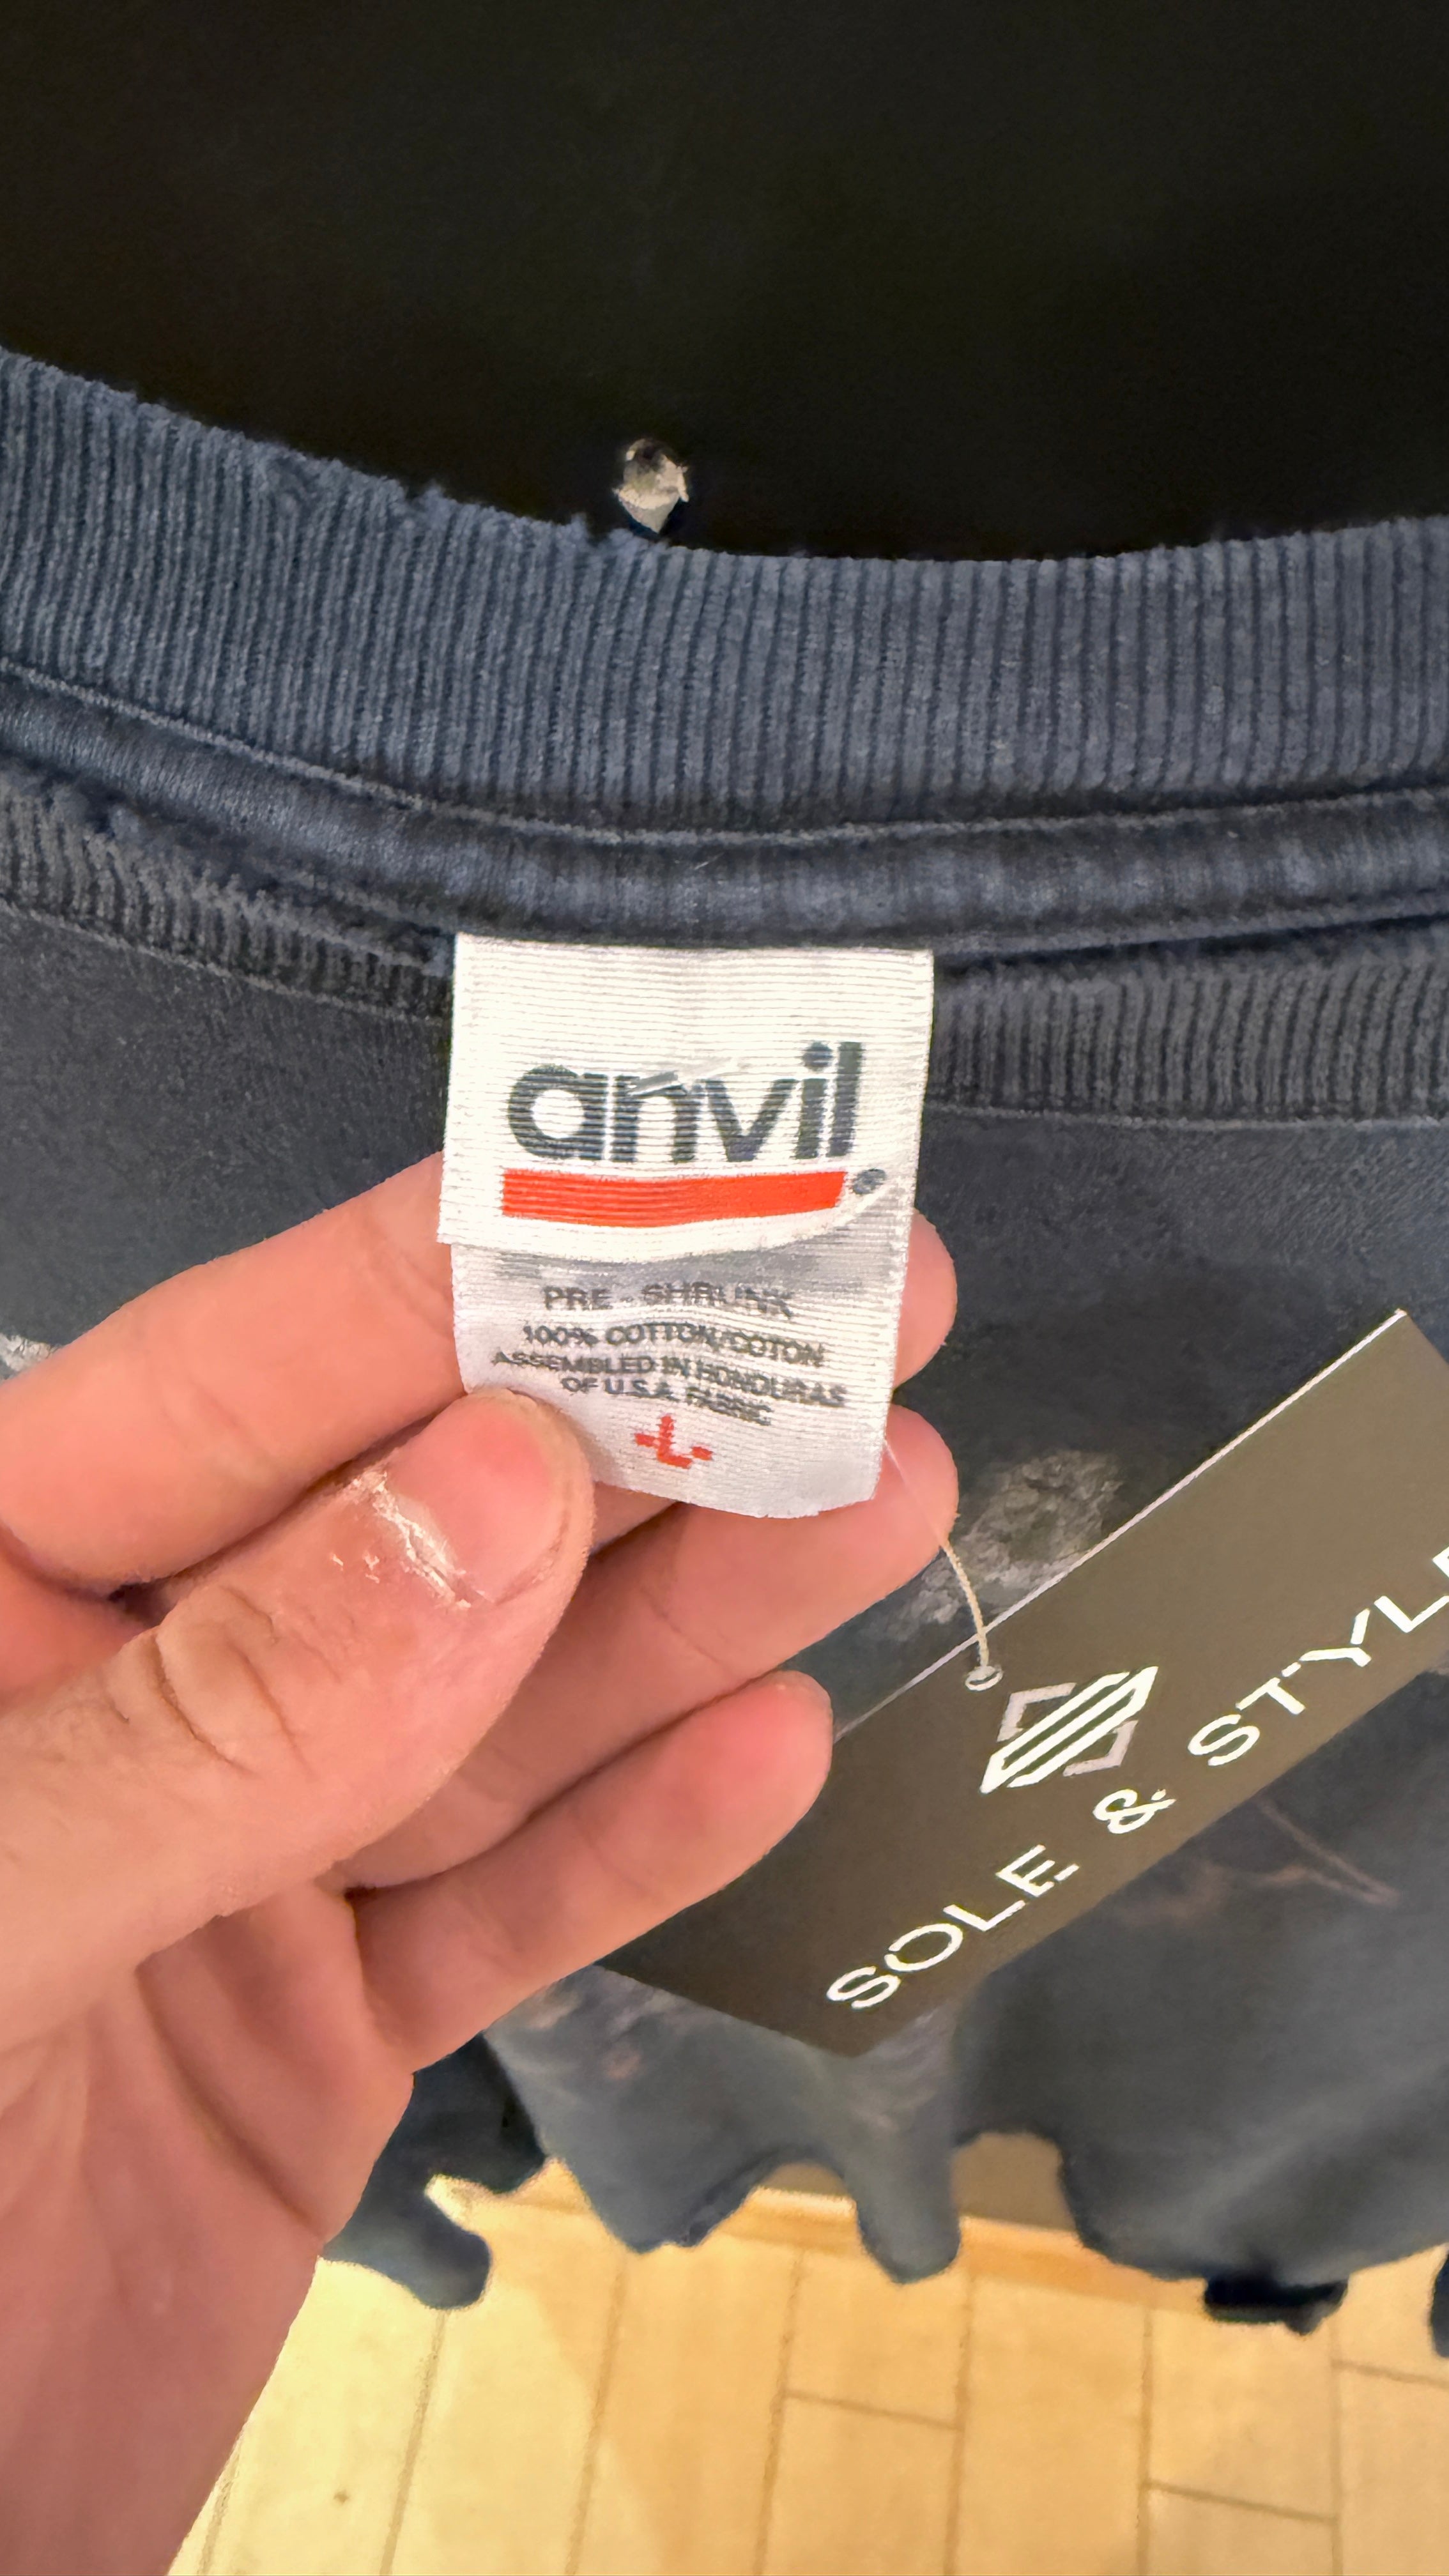 anvil
PRE-SHRUNK
100% COTTON/COTON
ASSEMBLED IN HONDURAS
OF U.S.A. FABRIC
-L-
SOLE & STYLE